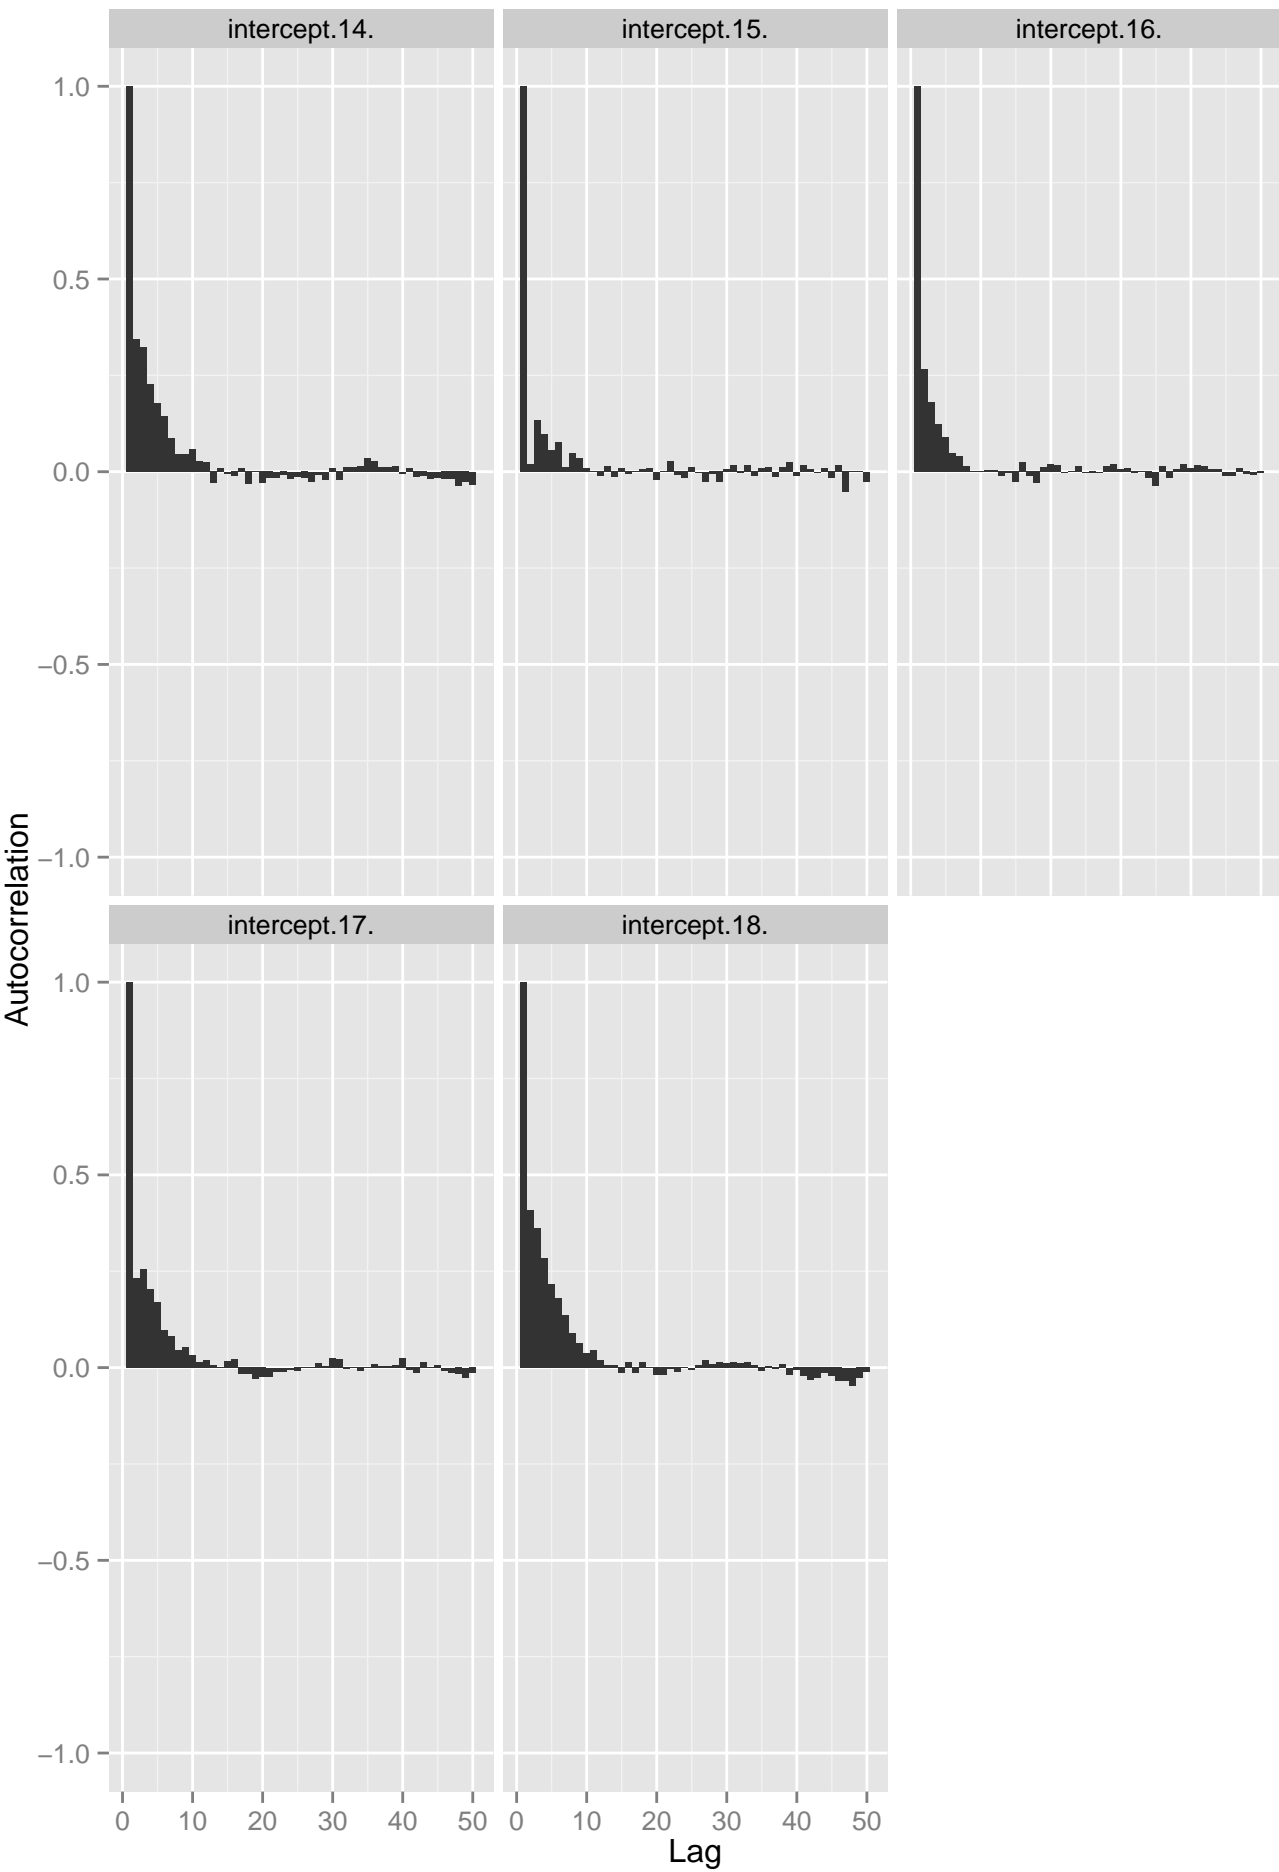 intercept.14. intercept.15. intercept.16.
1.0
0.5
0.0
−0.5
−1.0
Autocorrelation
intercept.17. intercept.18.
1.0
0.5
0.0
−0.5
−1.0
0 10 20 30 40 50 0 10 20 30 40 50
Lag